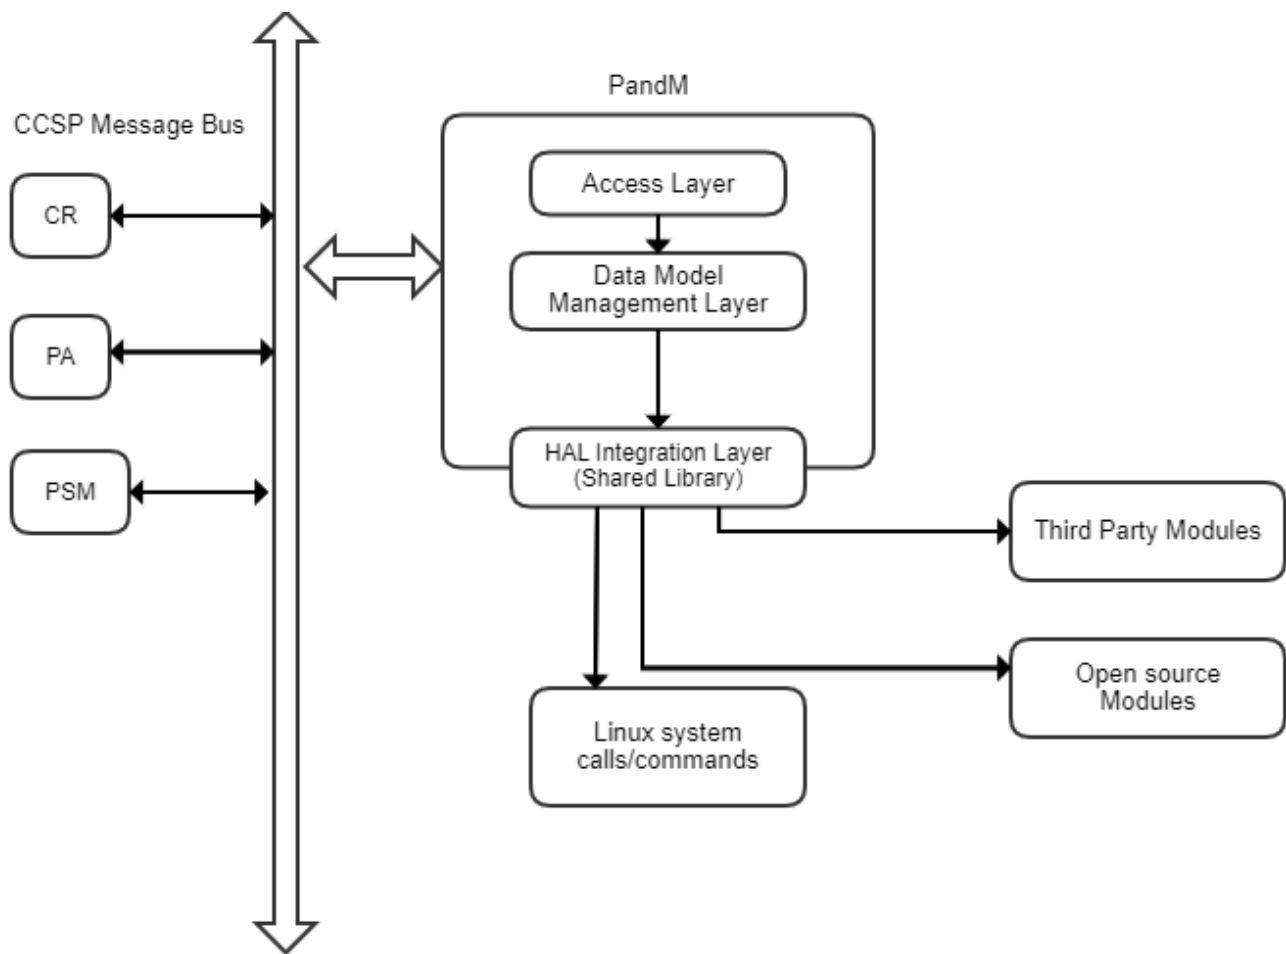 PandM
CCSP Message Bus
CR
PA
PSM
Access Layer
Data Model
Management Layer
HAL Integration Layer
(Shared Library)
Third Party Modules
Open source
Modules
Linux system
calls/commands